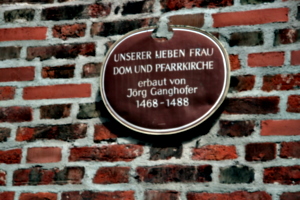 UNSERER LIEBEN FRAU
DOM UND PFARRKIRCHE
erbaut von
Jörg Ganghofer
1468-1488